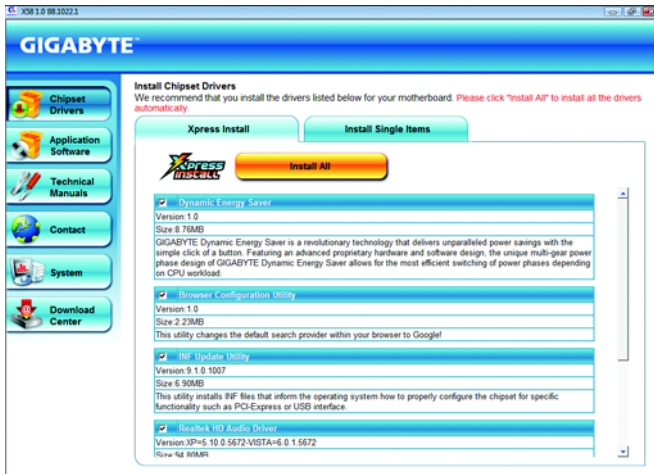 X58 1.0 B8.1022.1
GIGABYTE™
Chipset
Drivers
Application
Software
Technical
Manuals
Contact
System
Download
Center
Install Chipset Drivers
We recommend that you install the drivers listed below for your motherboard. Please click "Install All" to install all the drivers
automatically.
Xpress Install
Install Single Items
Xpress
INSTALL
Install All
Dynamic Energy Saver
Version:1.0
Size:8.76MB
GIGABYTE Dynamic Energy Saver is a revolutionary technology that delivers unparalleled power savings with the
simple click of a button. Featuring an advanced proprietary hardware and software design, the unique multi-gear power
phase design of GIGABYTE Dynamic Energy Saver allows for the most efficient switching of power phases depending
on CPU workload.
Browser Configuration Utility
Version:1.0
Size:2.23MB
This utility changes the default search provider within your browser to Google!
INF Update Utility
Version:9.1.0.1007
Size:6.90MB
This utility installs INF files that inform the operating system how to properly configure the chipset for specific
functionality such as PCI-Express or USB interface.
Realtek HD Audio Driver
Version:XP=5.10.0.5672-VISTA=6.0.1.5672
Size:94.80MB